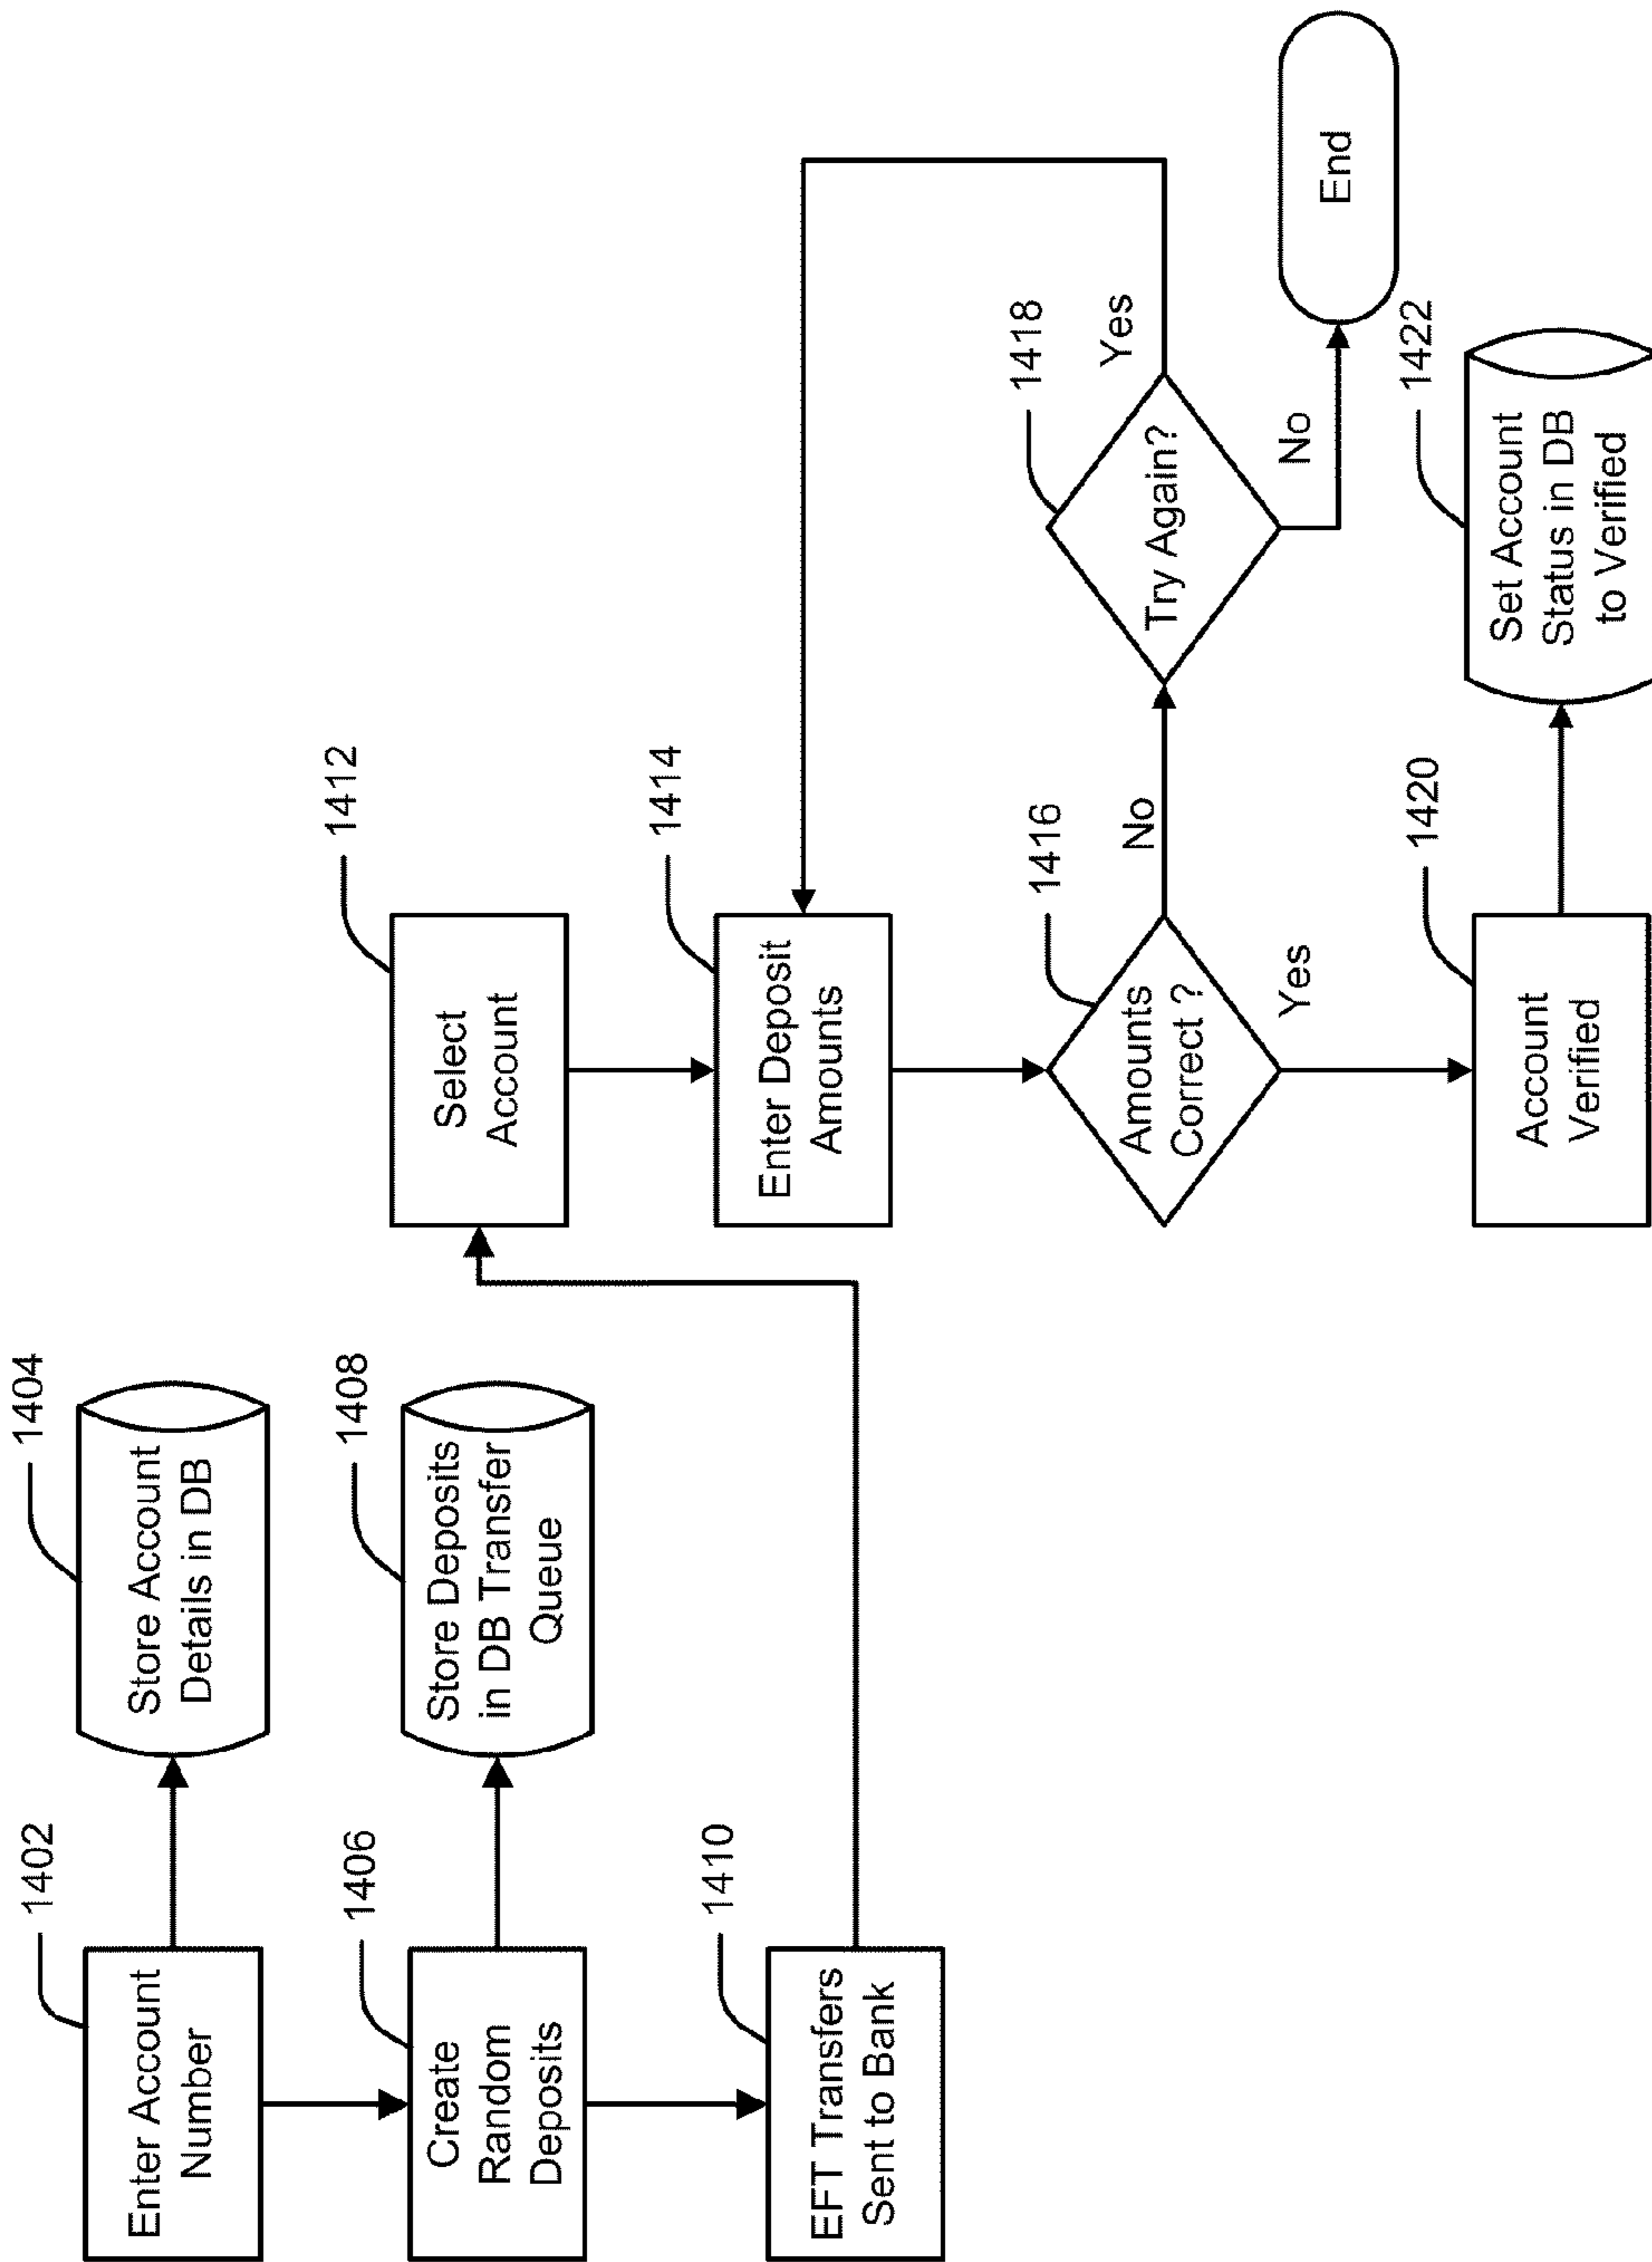 1402
Enter Account
Number
1404
Store Account
Details in DB
1406
Create
Random
Deposits
1408
Store Deposits
in DB Transfer
Queue
1410
EFT Transfers
Sent to Bank
1412
Select
Account
1414
Enter Deposit
Amounts
1416
Amounts
Correct ?
No
Yes
1418
Try Again?
Yes
No
End
1420
Account
Verified
1422
Set Account
Status in DB
to Verified